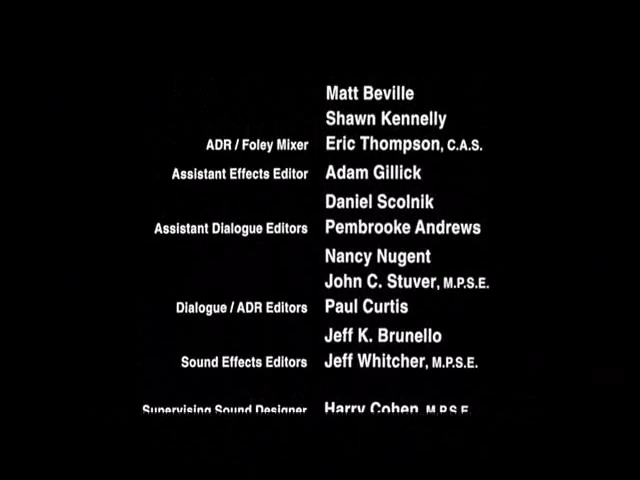 Matt Beville
Shawn Kennelly
ADR / Foley Mixer Eric Thompson, C.A.S.
Assistant Effects Editor Adam Gillick
Daniel Scolnik
Assistant Dialogue Editors Pembrooke Andrews
Nancy Nugent
John C. Stuver, M.P.S.E.
Dialogue / ADR Editors Paul Curtis
Jeff K. Brunello
Sound Effects Editors Jeff Whitcher, M.P.S.E.
Supervising Sound Designer Harry Cohen, M.P.S.E.